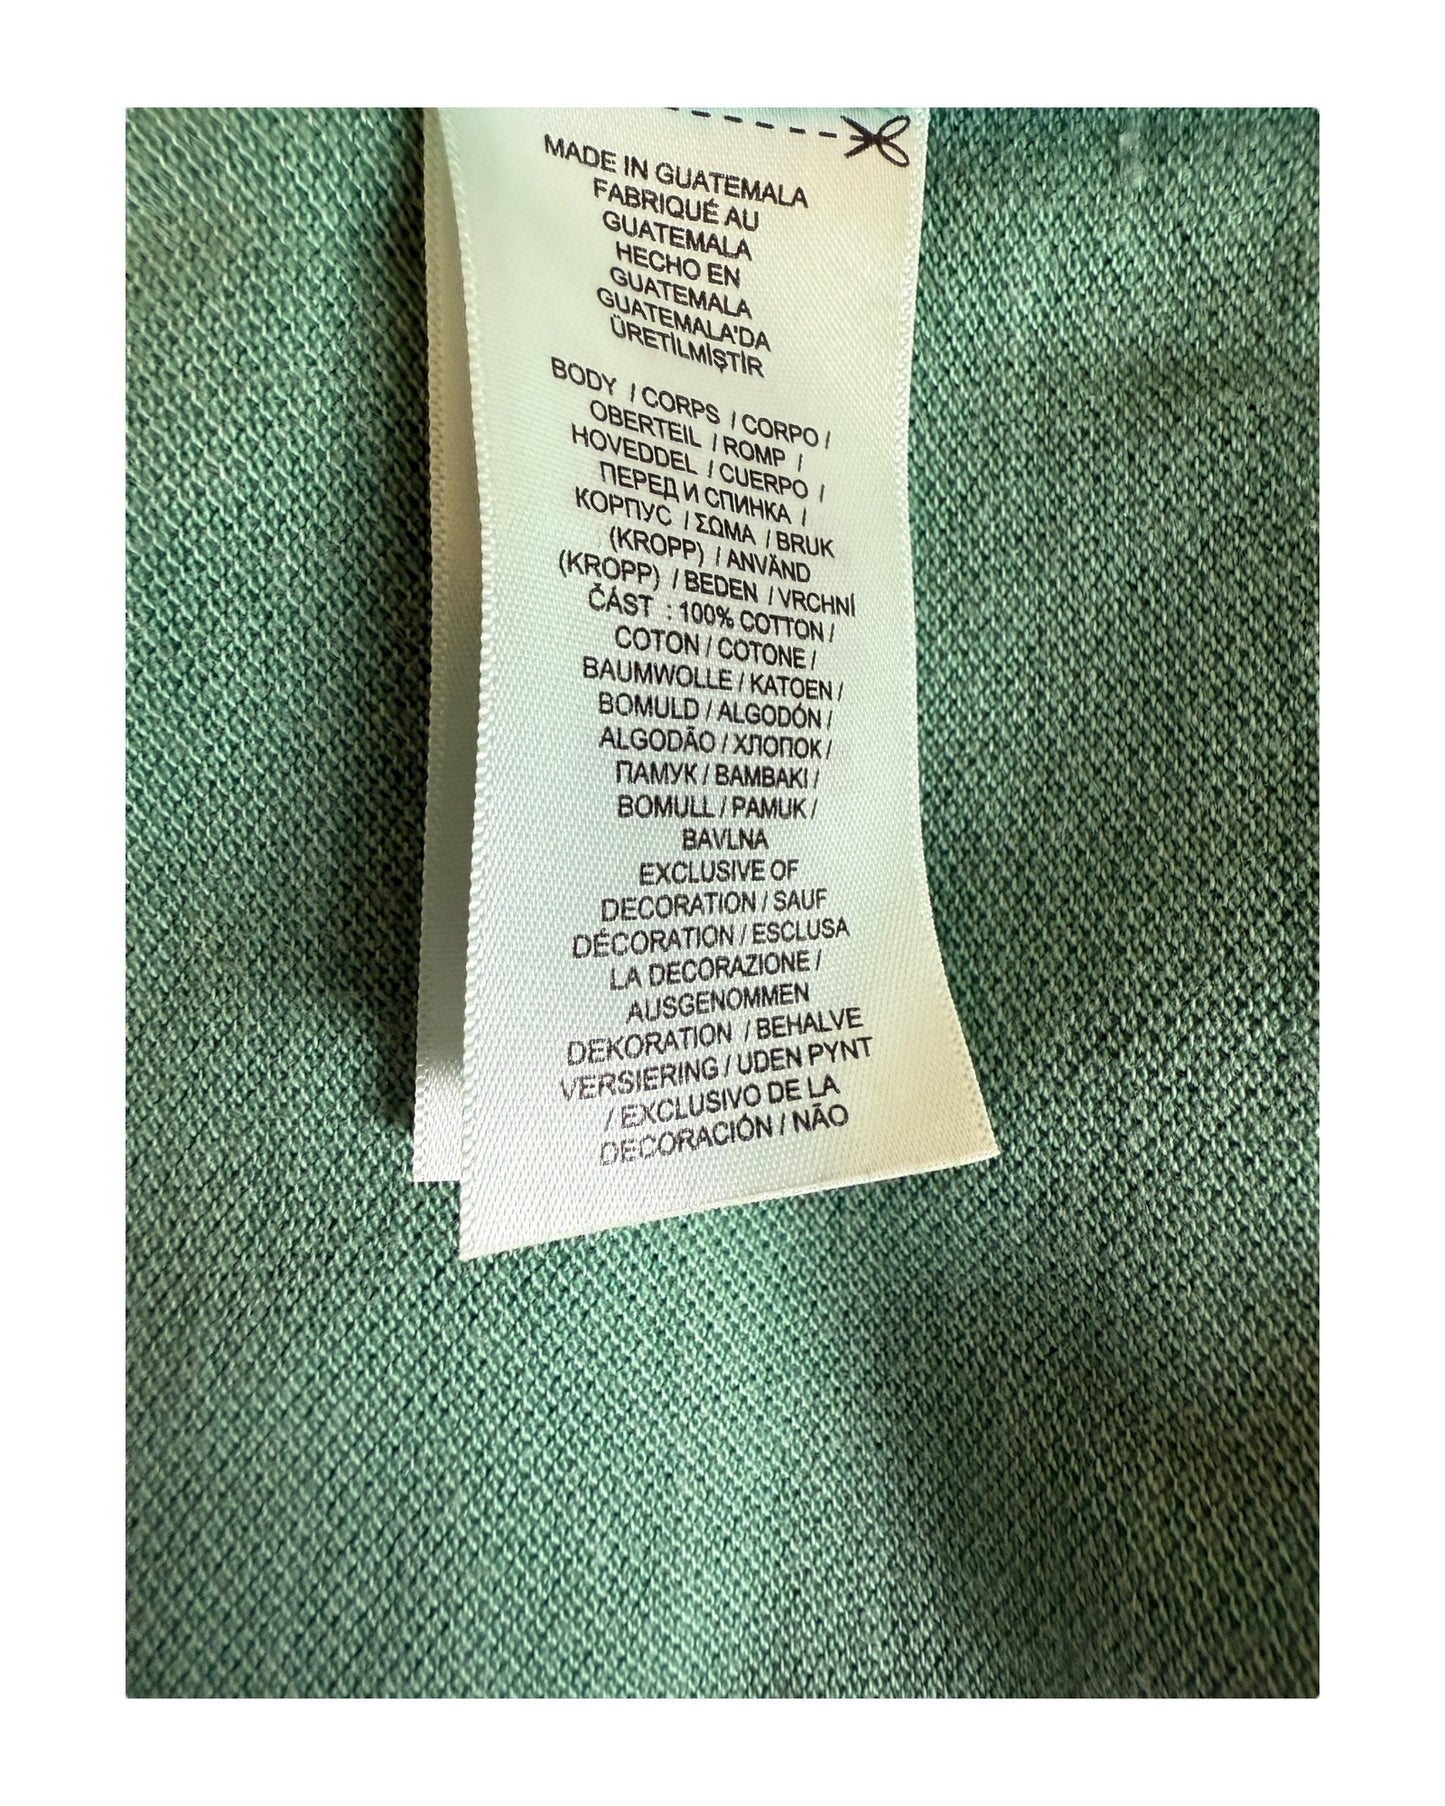 MADE IN GUATEMALA
FABRIQUÉ AU
GUATEMALA
HECHO EN
GUATEMALA
GUATEMALA'DA
ÜRETİLMİŞTİR
BODY / CORPS / CORPO /
OBERTEIL / ROMP /
HOVEDDEL / CUERPO /
ПЕРЕД И СПИНКА /
КОРПУС / ΣΩΜΑ / BRUK
(KROPP) / ANVÄND
(KROPP) / BEDEN / VRCHNÍ
ČÁST : 100% COTTON /
COTON / COTONE /
BAUMWOLLE / KATOEN /
BOMULD / ALGODÓN /
ALGODÃO / ХЛОПОК /
ПАМУК / BAMBAKI /
BOMULL / PAMUK /
BAVLNA
EXCLUSIVE OF
DECORATION / SAUF
DÉCORATION / ESCLUSA
LA DECORAZIONE /
AUSGENOMMEN
DEKORATION / BEHALVE
VERSIERING / UDEN PYNT
/ EXCLUSIVO DE LA
DECORACIÓN / NÃO